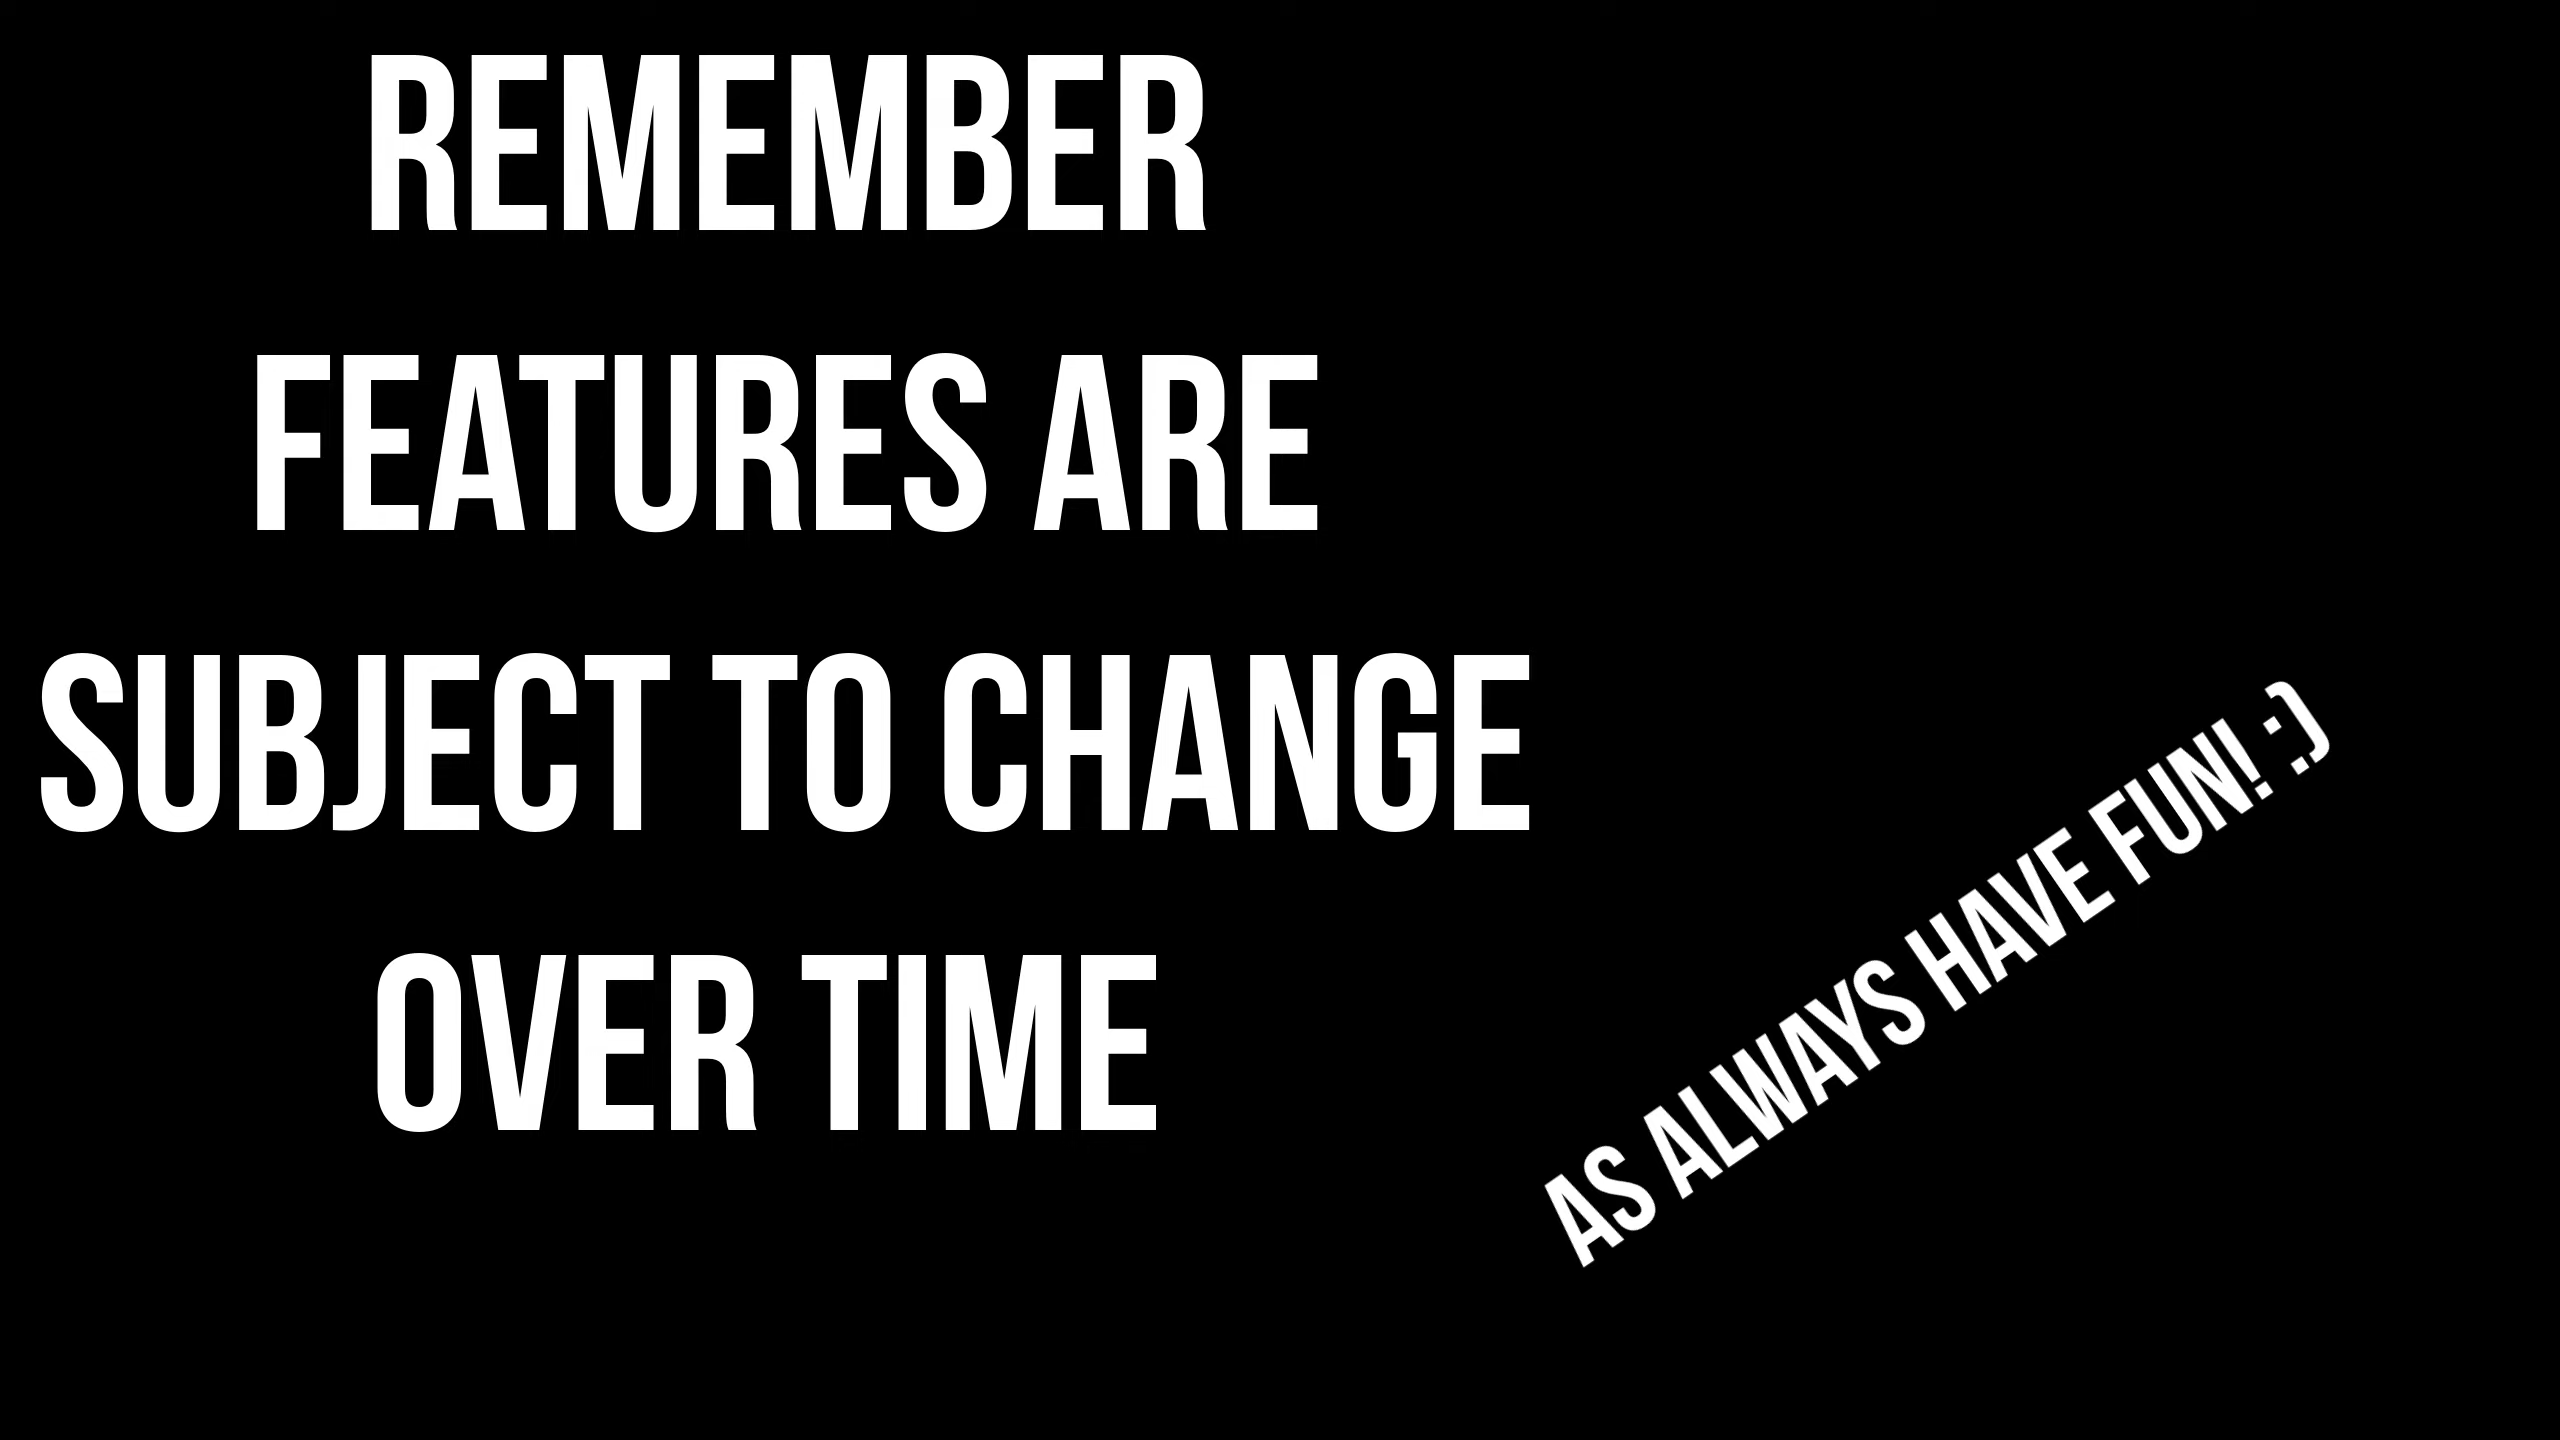 REMEMBER
FEATURES ARE
SUBJECT TO CHANGE
OVER TIME
AS ALWAYS HAVE FUN! :)